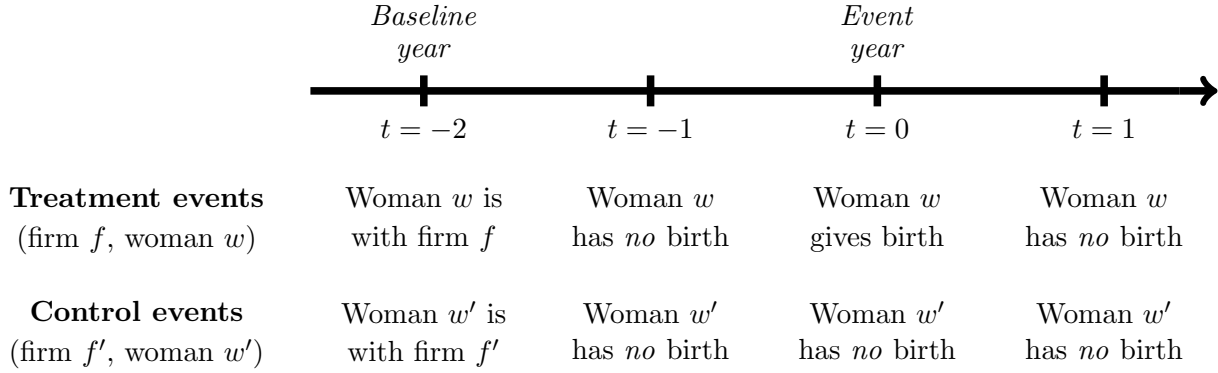 Baseline year
Event year
t = −2
t = −1
t = 0
t = 1
Treatment events
(firm f, woman w)
Woman w is
with firm f
Woman w
has no birth
Woman w
gives birth
Woman w
has no birth
Control events
(firm f′, woman w′)
Woman w′ is
with firm f′
Woman w′
has no birth
Woman w′
has no birth
Woman w′
has no birth